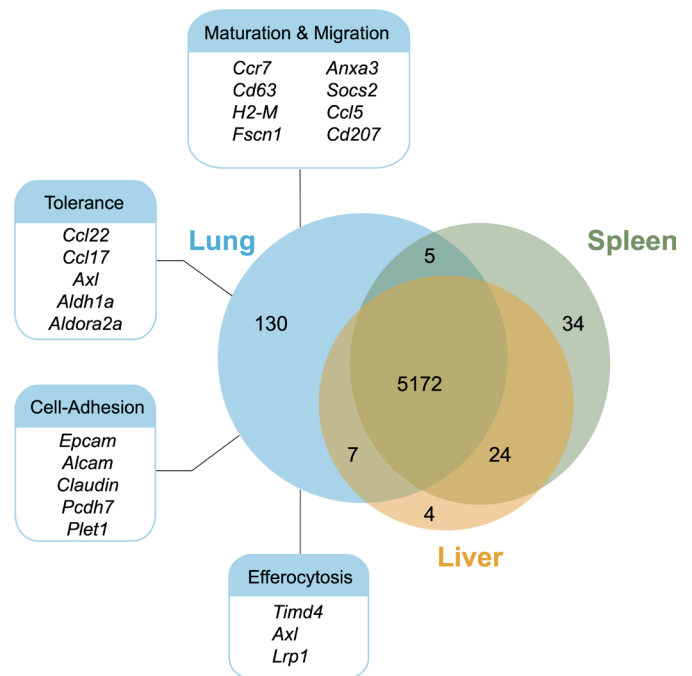 Maturation & Migration
Ccr7 Anxa3
Cd63 Socs2
H2-M Ccl5
Fscn1 Cd207
Tolerance
Ccl22
Ccl17
Axl
Aldh1a
Aldora2a
Lung
Spleen
5
130
34
5172
7
24
4
Liver
Cell-Adhesion
Epcam
Alcam
Claudin
Pcdh7
Plet1
Efferocytosis
Timd4
Axl
Lrp1